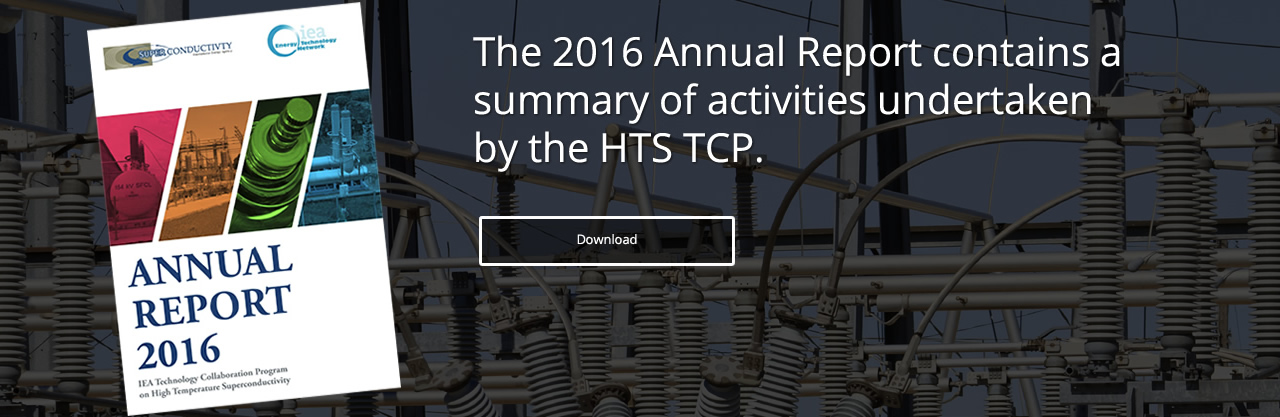 SUPERCONDUCTIVITY
iea
Energy Technology
Network
164 kV SFCL
ANNUAL
REPORT
2016
IEA Technology Collaboration Program
on High Temperature Superconductivity
The 2016 Annual Report contains a
summary of activities undertaken
by the HTS TCP.
Download